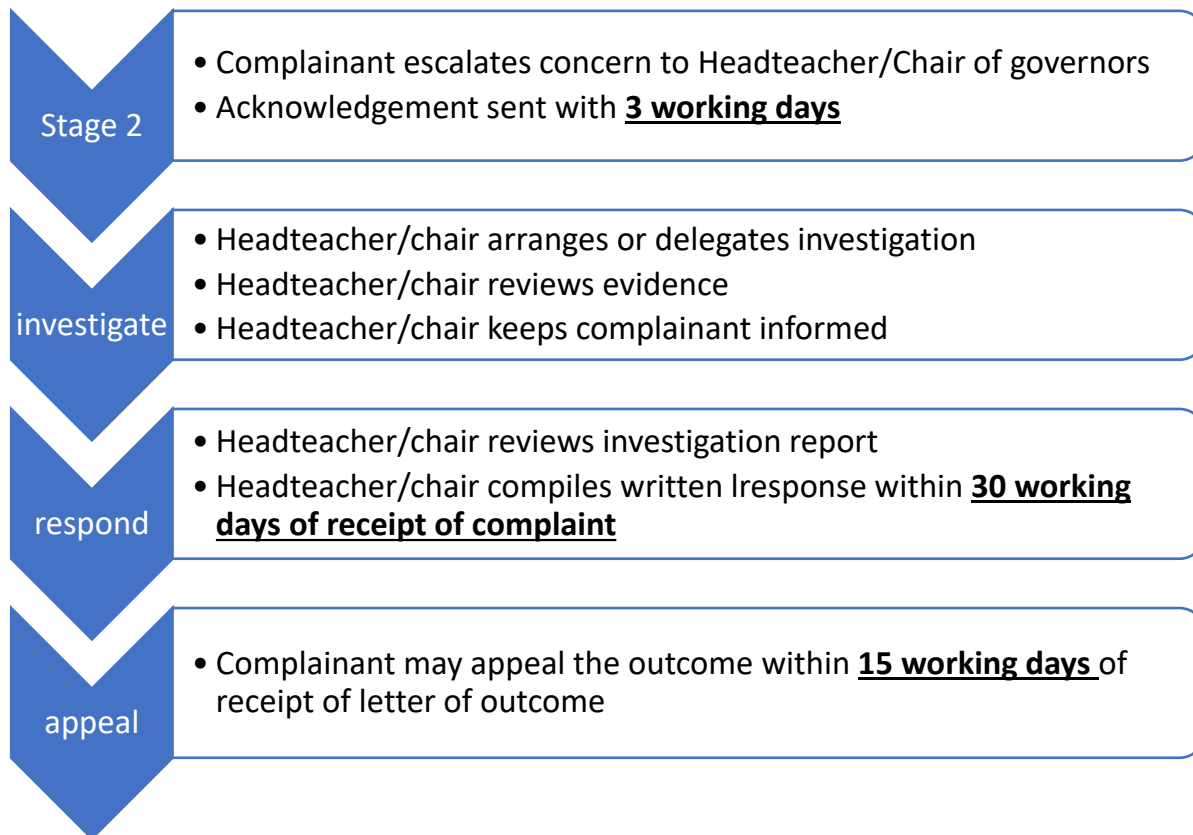 Stage 2
• Complainant escalates concern to Headteacher/Chair of governors
• Acknowledgement sent with 3 working days
investigate
• Headteacher/chair arranges or delegates investigation
• Headteacher/chair reviews evidence
• Headteacher/chair keeps complainant informed
respond
• Headteacher/chair reviews investigation report
• Headteacher/chair compiles written lresponse within 30 working
days of receipt of complaint
appeal
• Complainant may appeal the outcome within 15 working days of
receipt of letter of outcome